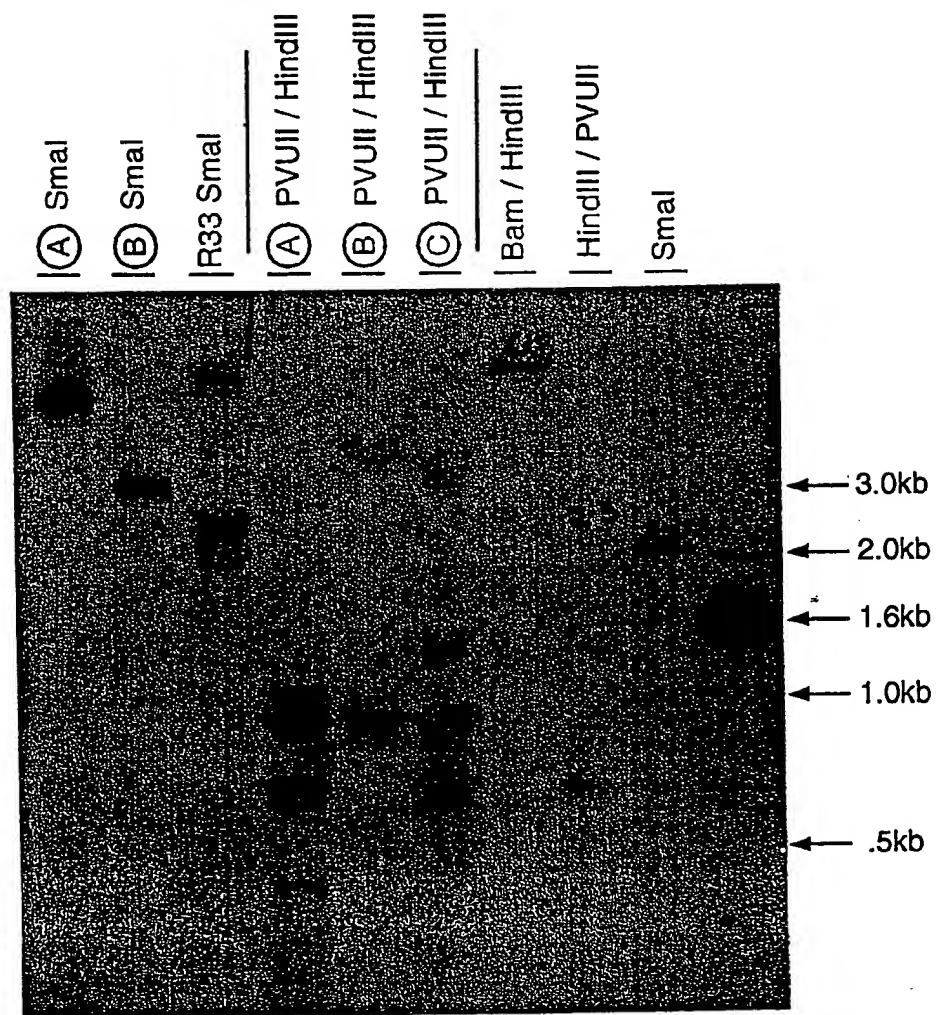 Ⓐ SmaI
Ⓑ SmaI
R33 SmaI
Ⓐ PVUII / HindIII
Ⓑ PVUII / HindIII
Ⓒ PVUII / HindIII
Bam / HindIII
HindIII / PVUII
SmaI
3.0kb
2.0kb
1.6kb
1.0kb
.5kb